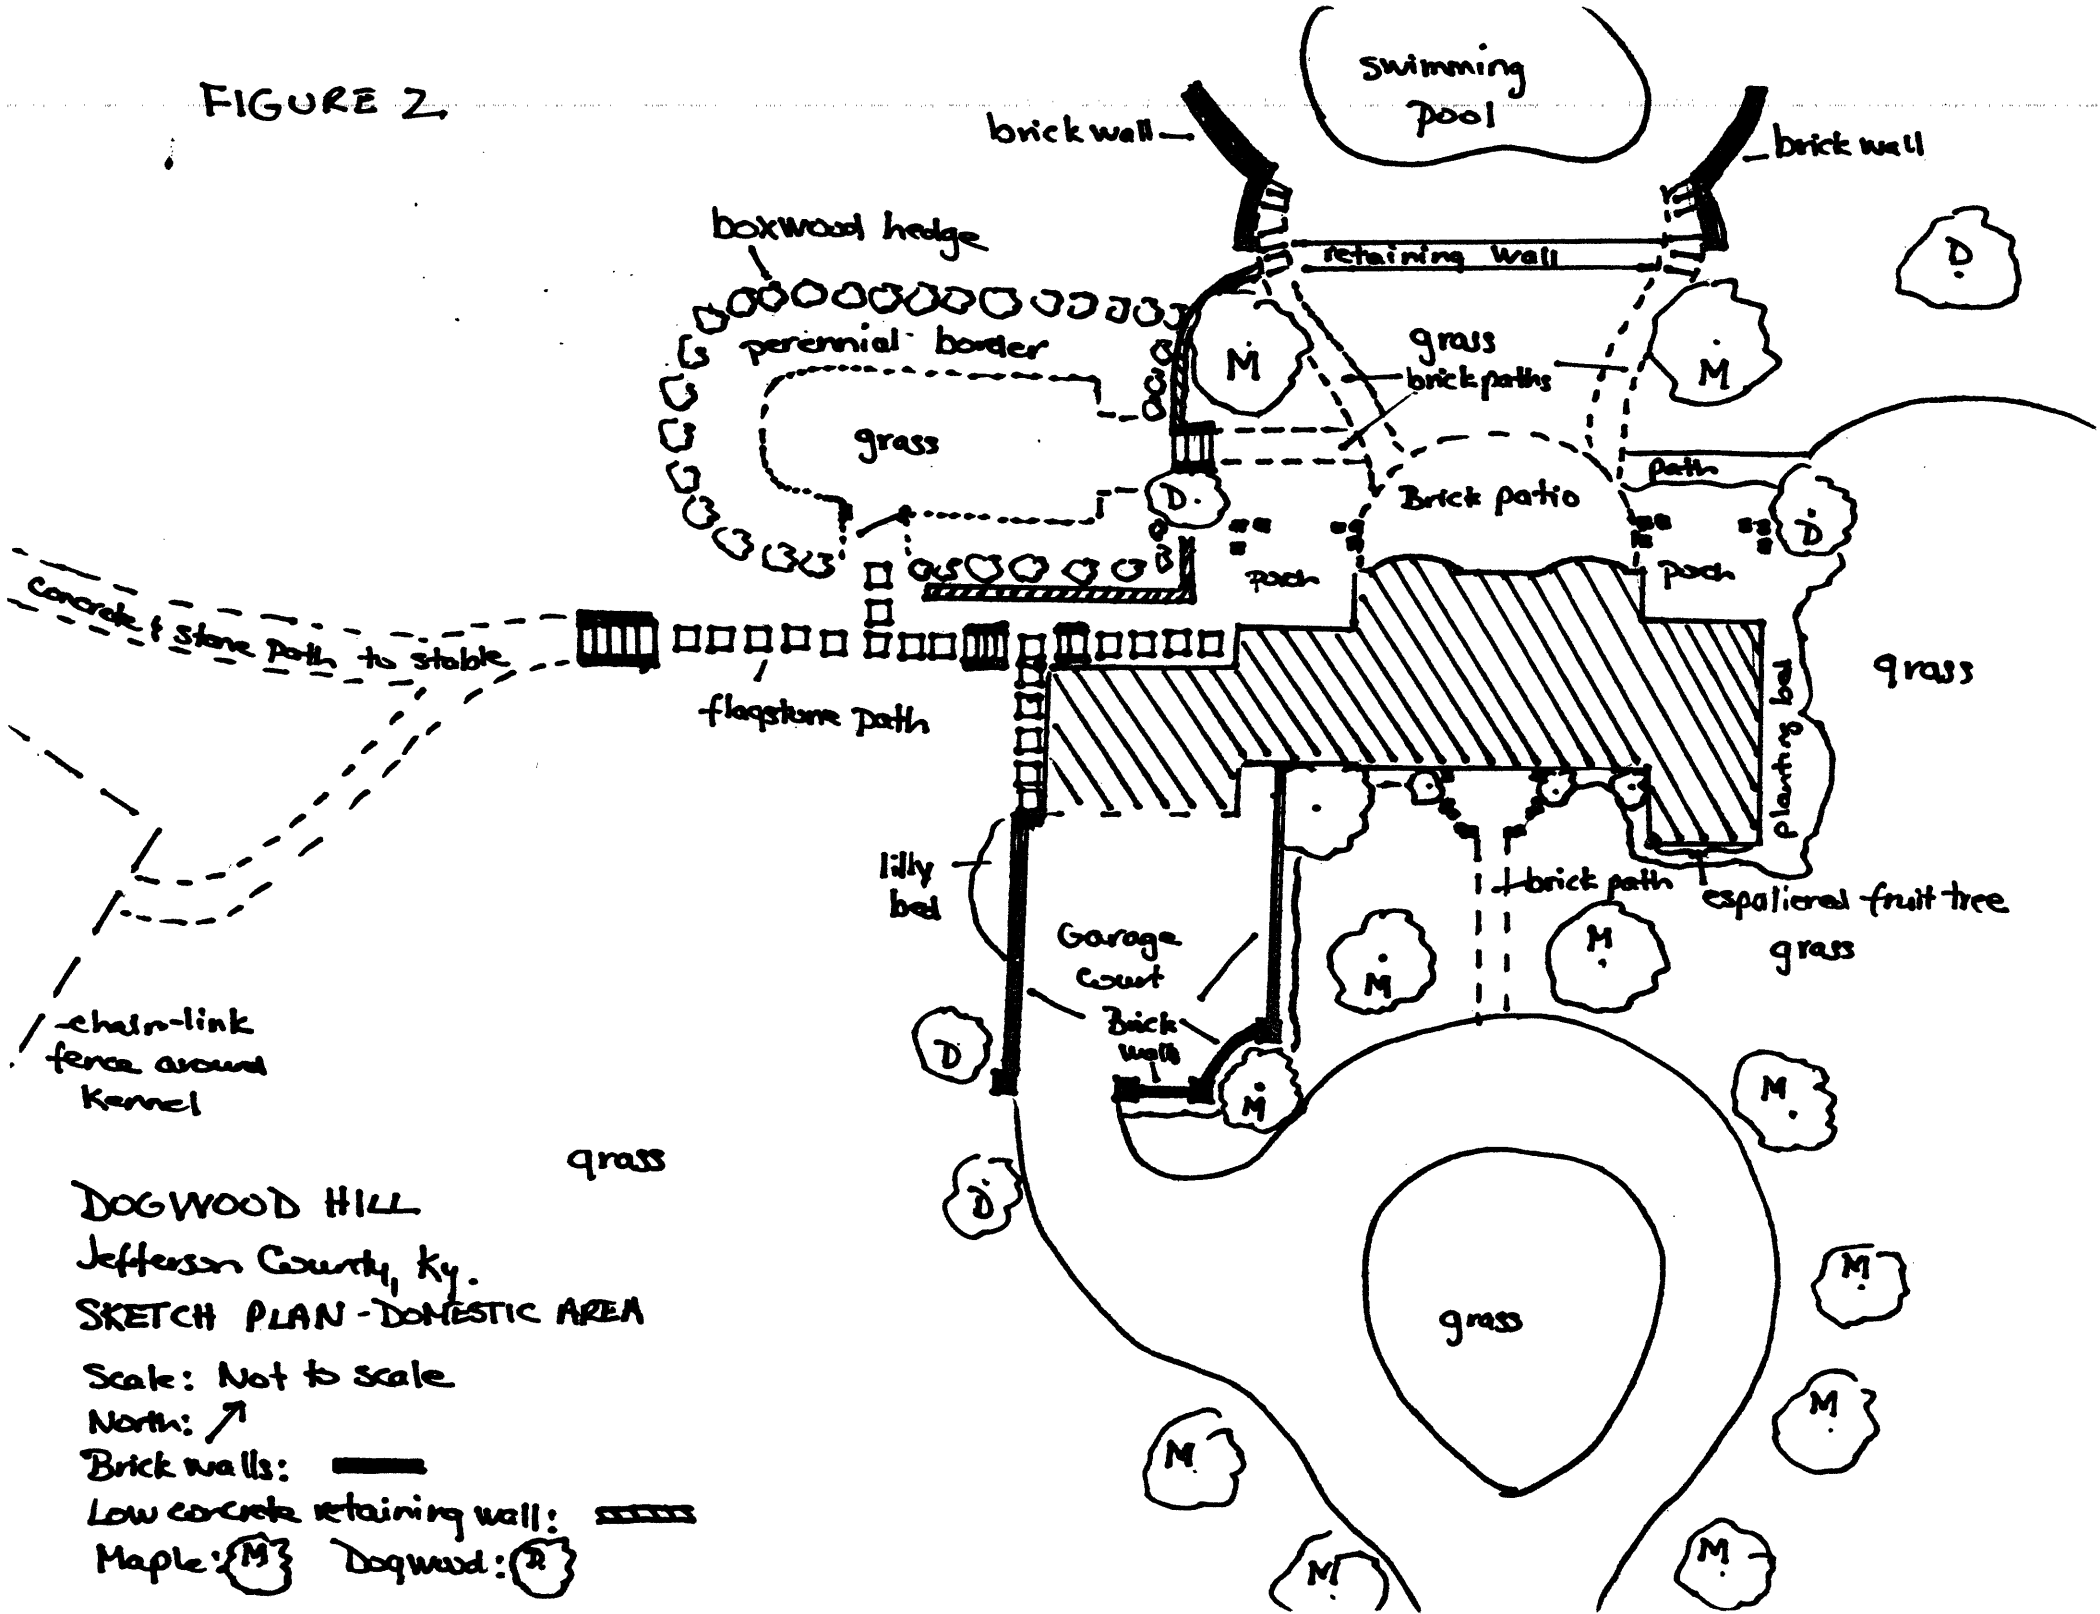 FIGURE 2.
swimming
pool
brick wall
brick wall
boxwood hedge
retaining wall
D
perennial border
M
grass
M
brick paths
grass
path
D
Brick patio
D
porch
porch
concrete & stone path to stable
flagstone path
grass
planting bed
lilly
bed
brick path
espaliered fruit tree
grass
Garage
court
M
M
Brick
walls
chain-link
fence around
kennel
D
M
M
grass
D
DOGWOOD HILL
Jefferson County, Ky.
SKETCH PLAN - DOMESTIC AREA
M
grass
Scale: Not to scale
North:
M
M
Brick walls:
Low concrete retaining wall:
Maple: M Dogwood: D
M
M